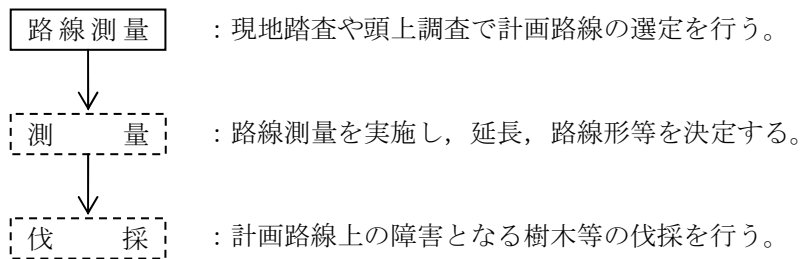 路線測量 ：現地踏査や頭上調査で計画路線の選定を行う。
測　　量 ：路線測量を実施し，延長，路線形等を決定する。
伐　　採 ：計画路線上の障害となる樹木等の伐採を行う。